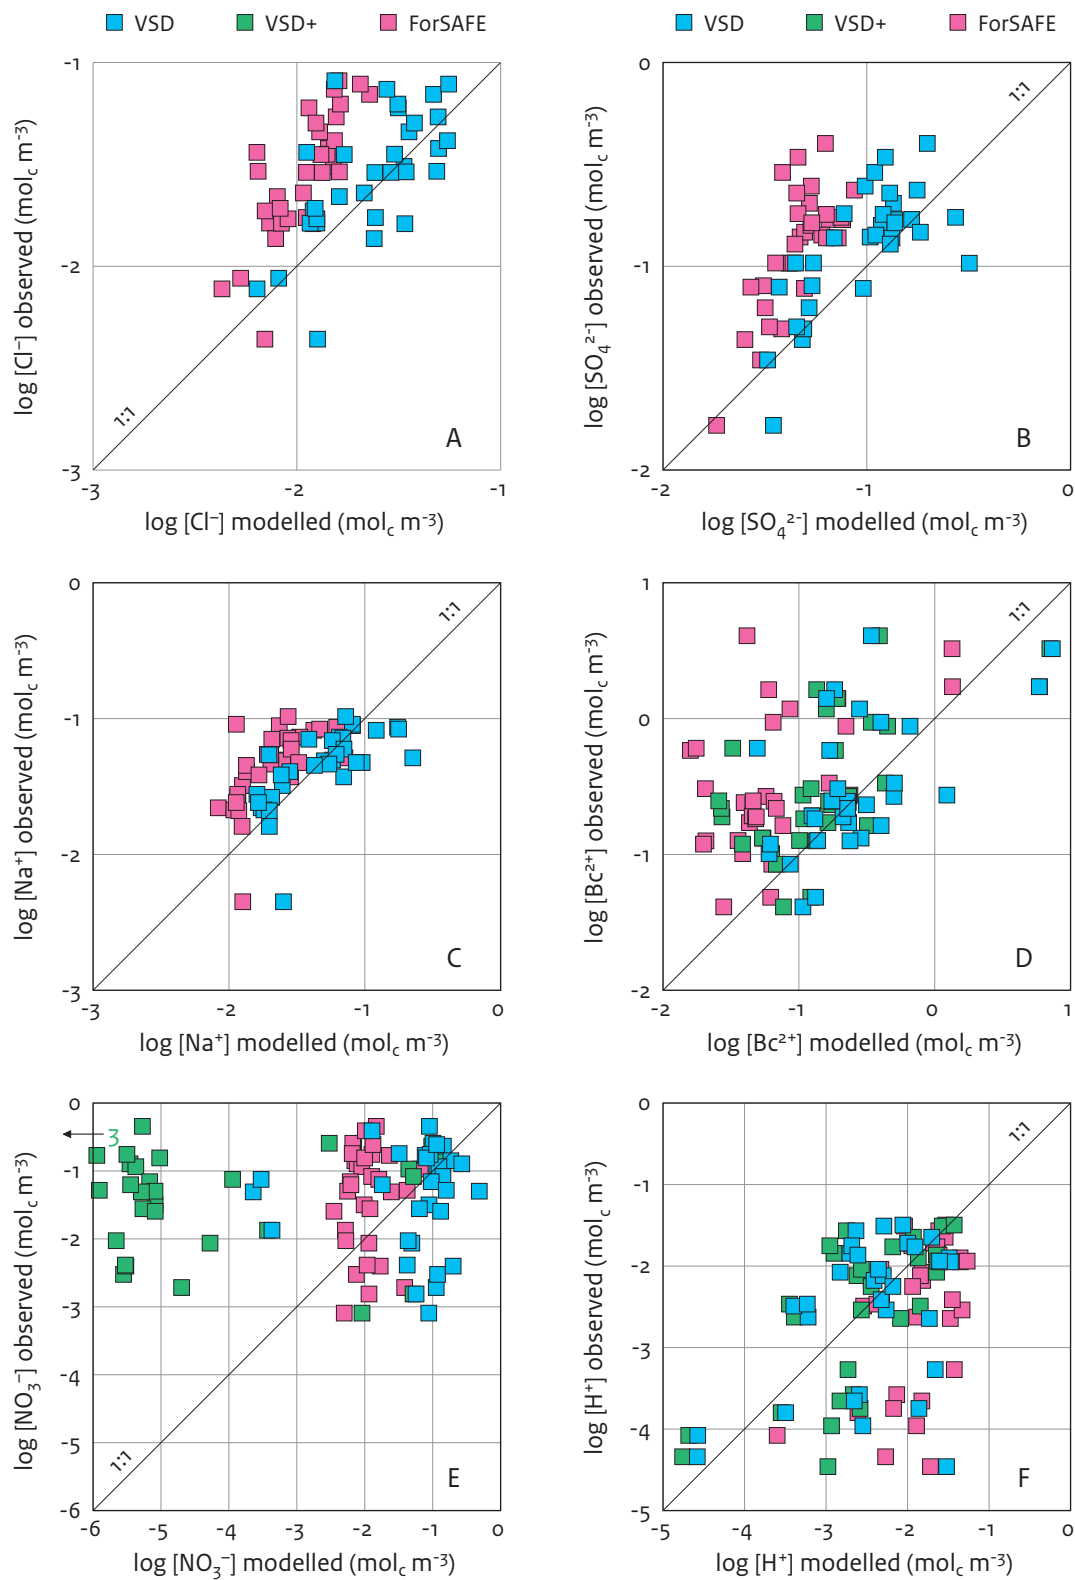 VSD VSD+ ForSAFE VSD VSD+ ForSAFE
-1
-2
-3
-3 -2 -1
log [Cl⁻] observed (mol꜀ m⁻³)
log [Cl⁻] modelled (mol꜀ m⁻³)
1:1
A
0
-1
-2
-2 -1 0
log [SO₄²⁻] observed (mol꜀ m⁻³)
log [SO₄²⁻] modelled (mol꜀ m⁻³)
1:1
B
0
-1
-2
-3
-3 -2 -1 0
log [Na⁺] observed (mol꜀ m⁻³)
log [Na⁺] modelled (mol꜀ m⁻³)
1:1
C
1
0
-1
-2
-2 -1 0 1
log [Bc²⁺] observed (mol꜀ m⁻³)
log [Bc²⁺] modelled (mol꜀ m⁻³)
1:1
D
0
-1
-2
-3
-4
-5
-6
-6 -5 -4 -3 -2 -1 0
log [NO₃⁻] observed (mol꜀ m⁻³)
log [NO₃⁻] modelled (mol꜀ m⁻³)
3
1:1
E
0
-1
-2
-3
-4
-5
-5 -4 -3 -2 -1 0
log [H⁺] observed (mol꜀ m⁻³)
log [H⁺] modelled (mol꜀ m⁻³)
1:1
F